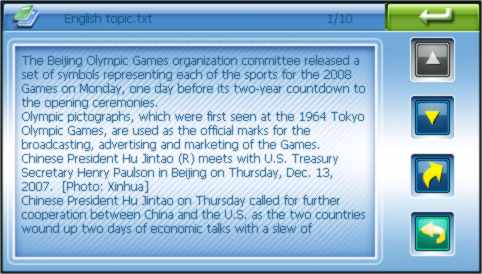 English topic.txt 1/10
The Beijing Olympic Games organization committee released a
set of symbols representing each of the sports for the 2008
Games on Monday, one day before its two-year countdown to
the opening ceremonies.
Olympic pictographs, which were first seen at the 1964 Tokyo
Olympic Games, are used as the official marks for the
broadcasting, advertising and marketing of the Games.
Chinese President Hu Jintao (R) meets with U.S. Treasury
Secretary Henry Paulson in Beijing on Thursday, Dec. 13,
2007. [Photo: Xinhua]
Chinese President Hu Jintao on Thursday called for further
cooperation between China and the U.S. as the two countries
wound up two days of economic talks with a slew of